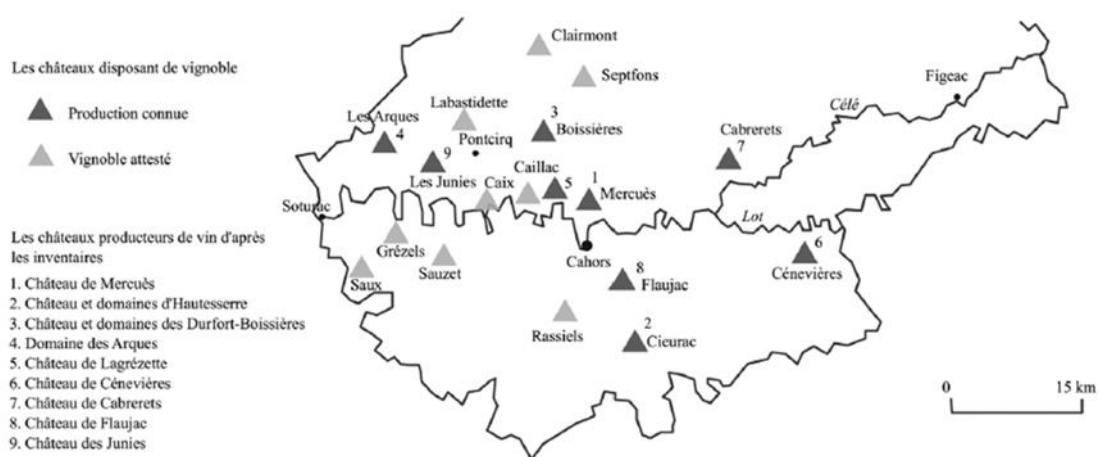 Les châteaux disposant de vignoble
Production connue
Vignoble attesté
Les châteaux producteurs de vin d'après
les inventaires
1. Château de Mercuès
2. Château et domaines d'Hautesserre
3. Château et domaines des Durfort-Boissières
4. Domaine des Arques
5. Château de Lagrézette
6. Château de Cénevières
7. Château de Cabrerets
8. Château de Flaujac
9. Château des Junies
Clairmont
Septfons
Figeac
Célé
Labastidette
Les Arques
4
Pontcirq
3
Boissières
Cabrerets
7
9
Les Junies
Caillac
Caix
5
1
Mercuès
Soturac
Lot
Grézels
Sauzet
Saux
Cahors
6
Cénevières
8
Flaujac
Rassiels
2
Cieurac
0
15 km